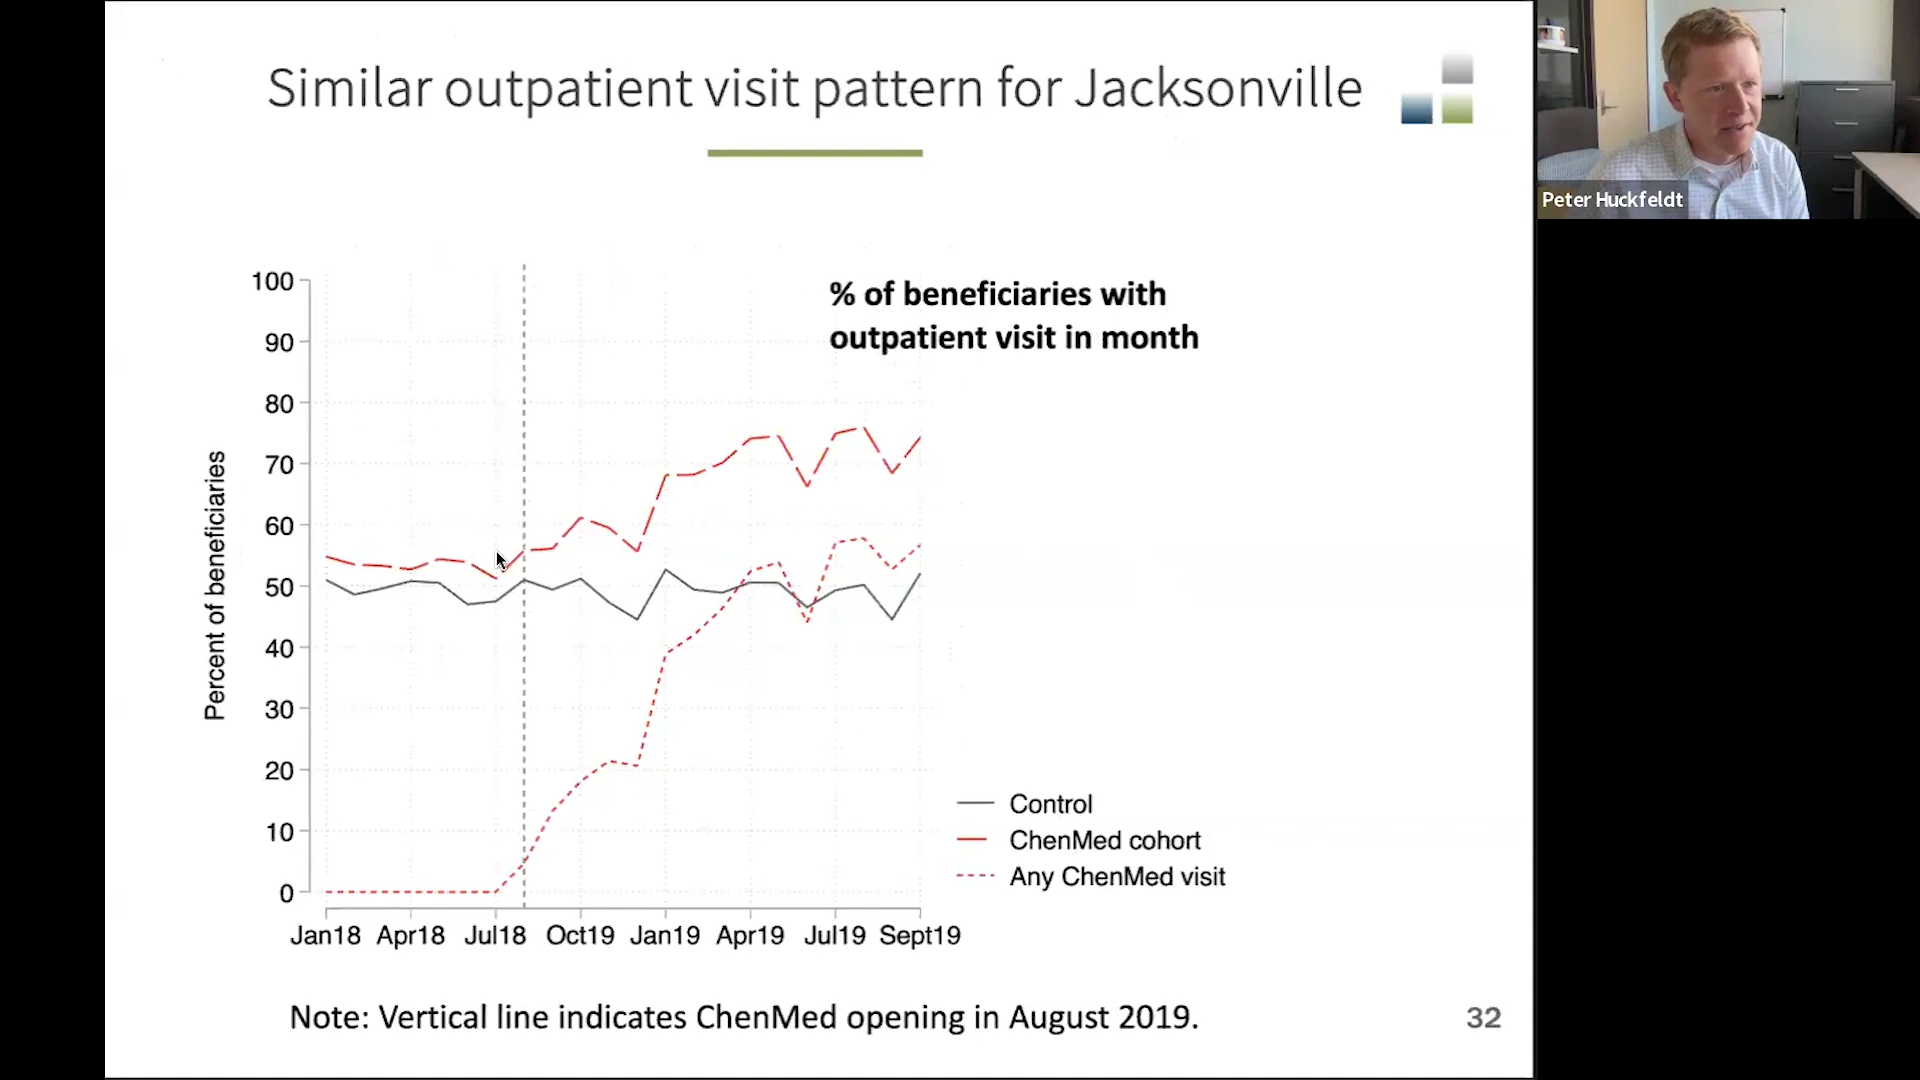 Similar outpatient visit pattern for Jacksonville
Peter Huckfeldt
% of beneficiaries with
outpatient visit in month
Percent of beneficiaries
100
90
80
70
60
50
40
30
20
10
0
Jan18 Apr18 Jul18 Oct19 Jan19 Apr19 Jul19 Sept19
Control
ChenMed cohort
Any ChenMed visit
Note: Vertical line indicates ChenMed opening in August 2019.
32